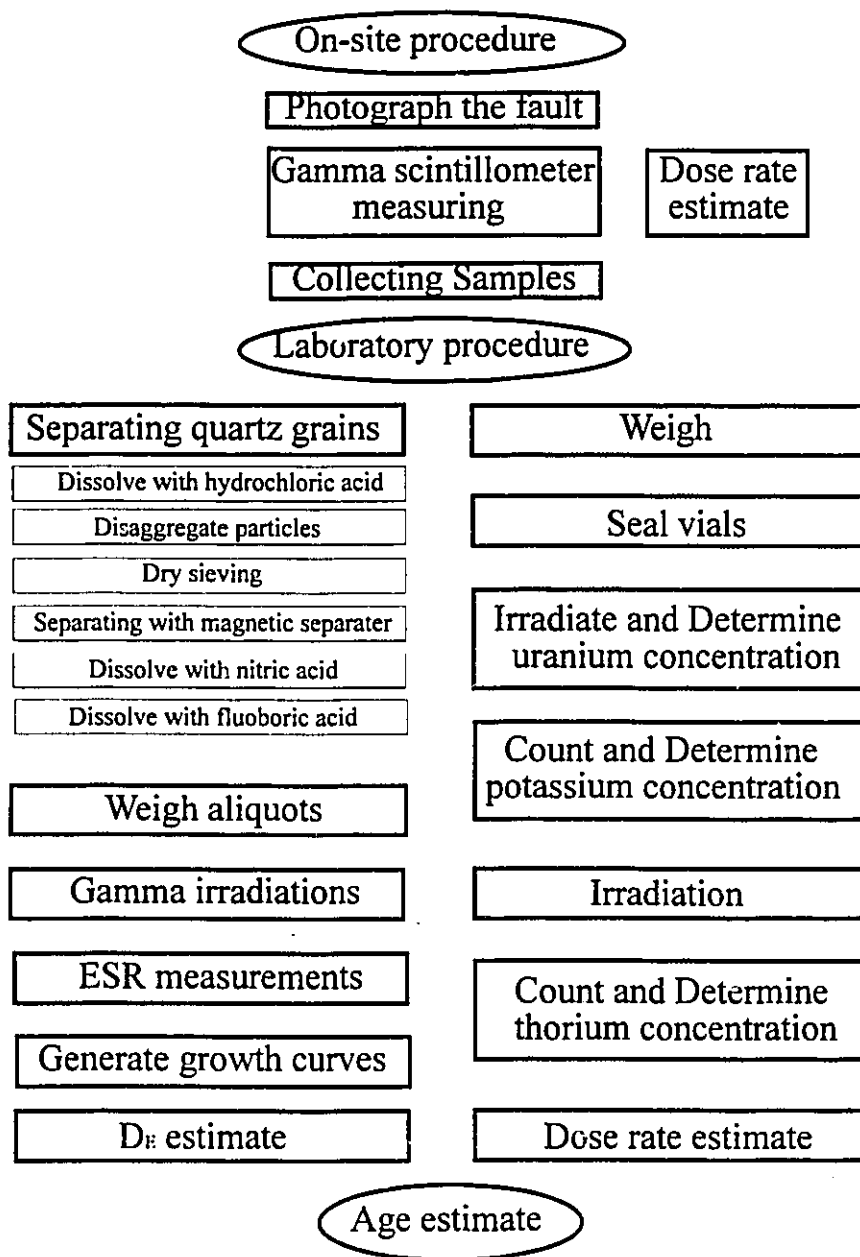 On-site procedure
Photograph the fault
Gamma scintillometer
measuring
Dose rate
estimate
Collecting Samples
Laboratory procedure
Separating quartz grains
Dissolve with hydrochloric acid
Disaggregate particles
Dry sieving
Separating with magnetic separater
Dissolve with nitric acid
Dissolve with fluoboric acid
Weigh aliquots
Gamma irradiations
ESR measurements
Generate growth curves
DE estimate
Weigh
Seal vials
Irradiate and Determine
uranium concentration
Count and Determine
potassium concentration
Irradiation
Count and Determine
thorium concentration
Dose rate estimate
Age estimate